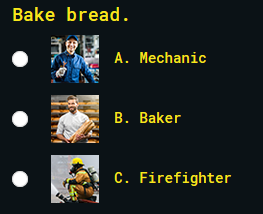 Bake bread.
A. Mechanic
B. Baker
C. Firefighter